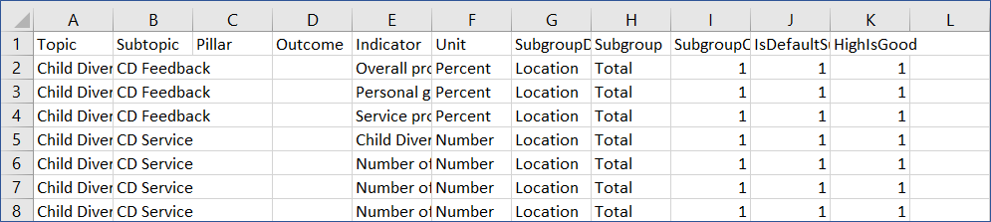 A B C D E F G H I J K L
1 Topic Subtopic Pillar Outcome Indicator Unit SubgroupD Subgroup SubgroupC IsDefaultSu HighIsGood
2 Child Diver CD Feedback Overall pro Percent Location Total 1 1 1
3 Child Diver CD Feedback Personal g Percent Location Total 1 1 1
4 Child Diver CD Feedback Service pro Percent Location Total 1 1 1
5 Child Diver CD Service Child Diver Number Location Total 1 1 1
6 Child Diver CD Service Number of Number Location Total 1 1 1
7 Child Diver CD Service Number of Number Location Total 1 1 1
8 Child Diver CD Service Number of Number Location Total 1 1 1